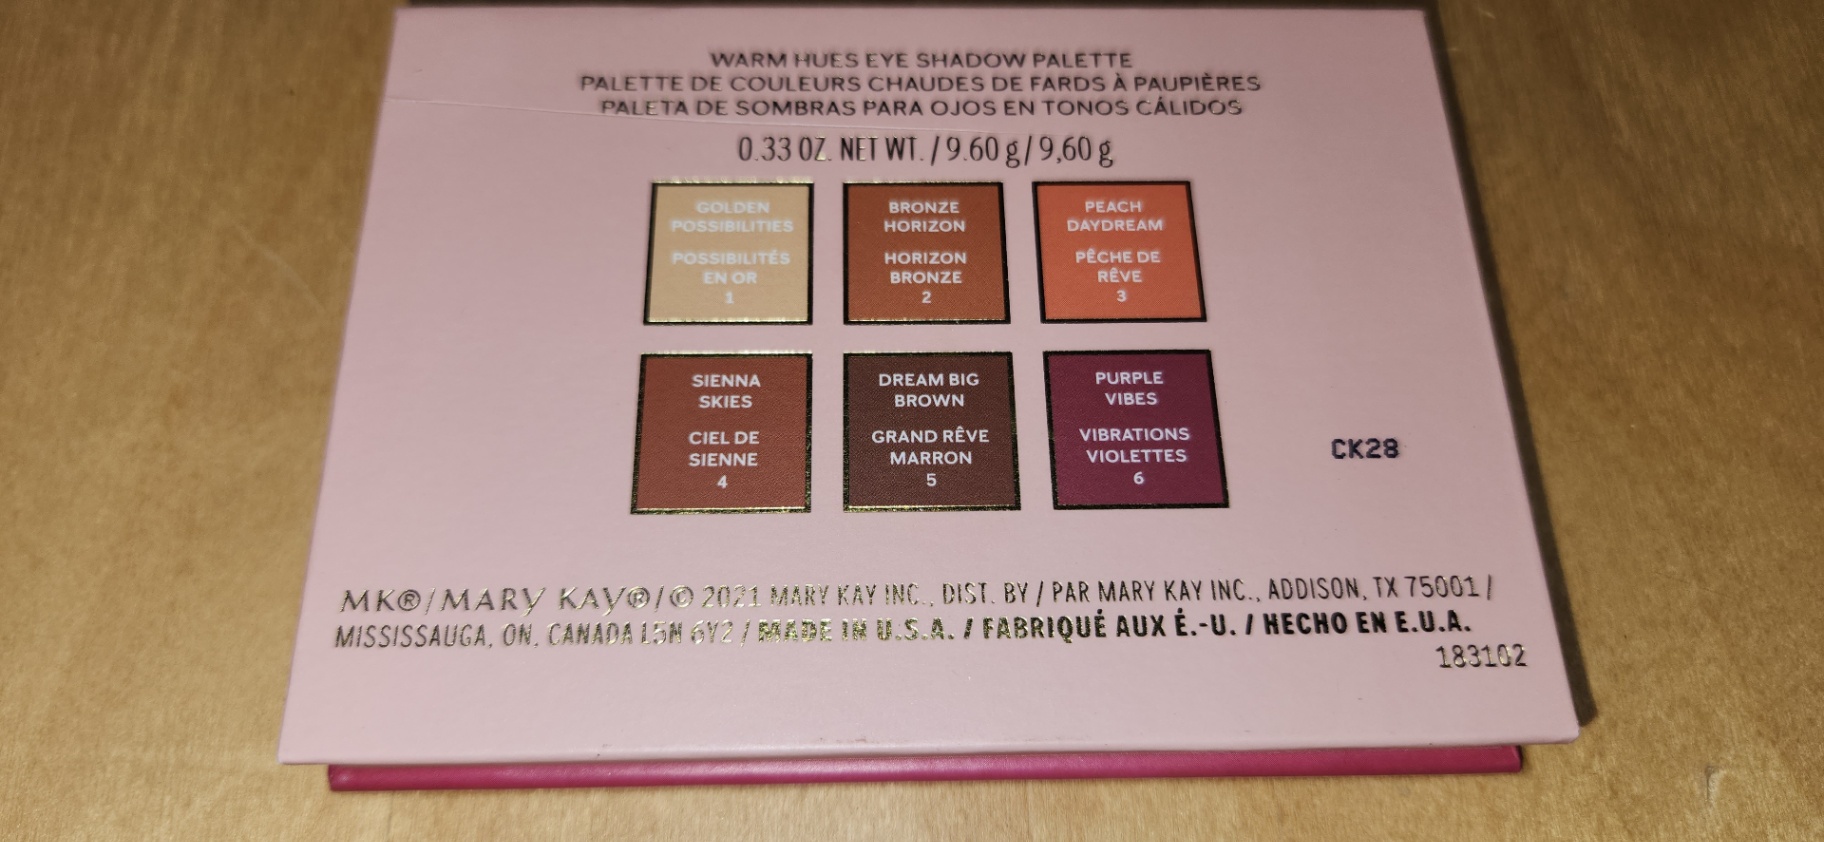 WARM HUES EYE SHADOW PALETTE
PALETTE DE COULEURS CHAUDES DE FARDS À PAUPIÈRES
PALETA DE SOMBRAS PARA OJOS EN TONOS CÁLIDOS
0.33 OZ. NET WT. / 9.60 g / 9,60 g
GOLDEN
POSSIBILITIES
POSSIBILITÉS
EN OR
1
BRONZE
HORIZON
HORIZON
BRONZE
2
PEACH
DAYDREAM
PÊCHE DE
RÊVE
3
SIENNA
SKIES
CIEL DE
SIENNE
4
DREAM BIG
BROWN
GRAND RÊVE
MARRON
5
PURPLE
VIBES
VIBRATIONS
VIOLETTES
6
CK28
MK®/MARY KAY®/© 2021 MARY KAY INC., DIST. BY / PAR MARY KAY INC., ADDISON, TX 75001 /
MISSISSAUGA, ON, CANADA L5N 6Y2 / MADE IN U.S.A. / FABRIQUÉ AUX É.-U. / HECHO EN E.U.A.
183102